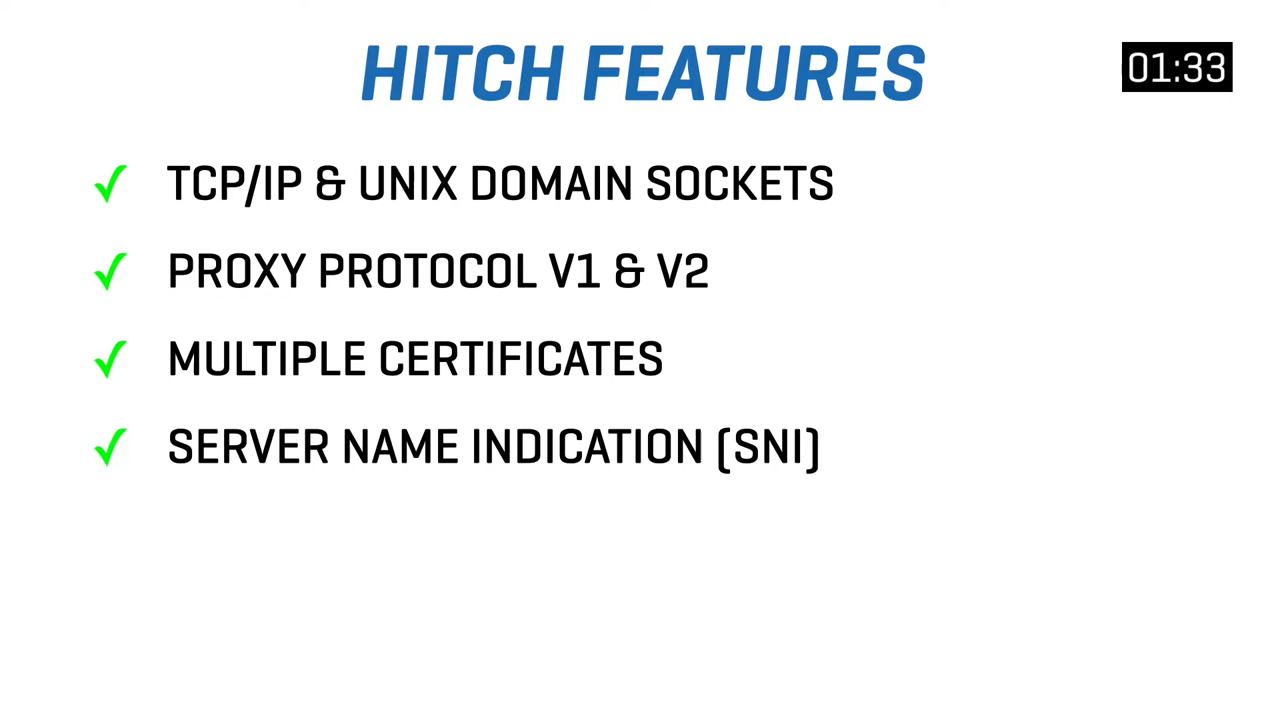 HITCH FEATURES
01:33
✓ TCP/IP & UNIX DOMAIN SOCKETS
✓ PROXY PROTOCOL V1 & V2
✓ MULTIPLE CERTIFICATES
✓ SERVER NAME INDICATION (SNI)